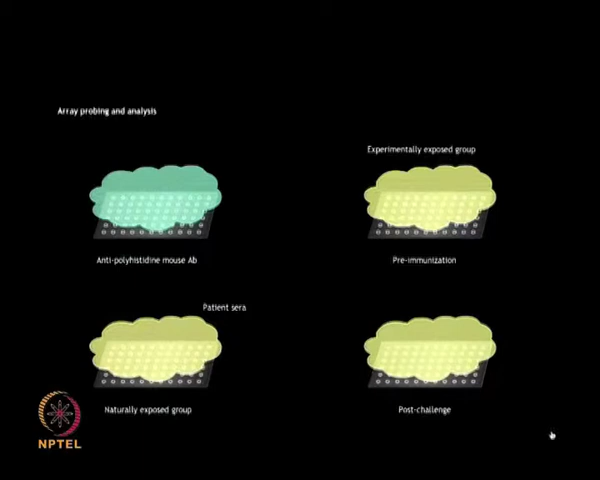 Array probing and analysis
Experimentally exposed group
Anti-polyhistidine mouse Ab
Pre-immunization
Patient sera
Naturally exposed group
Post-challenge
NPTEL